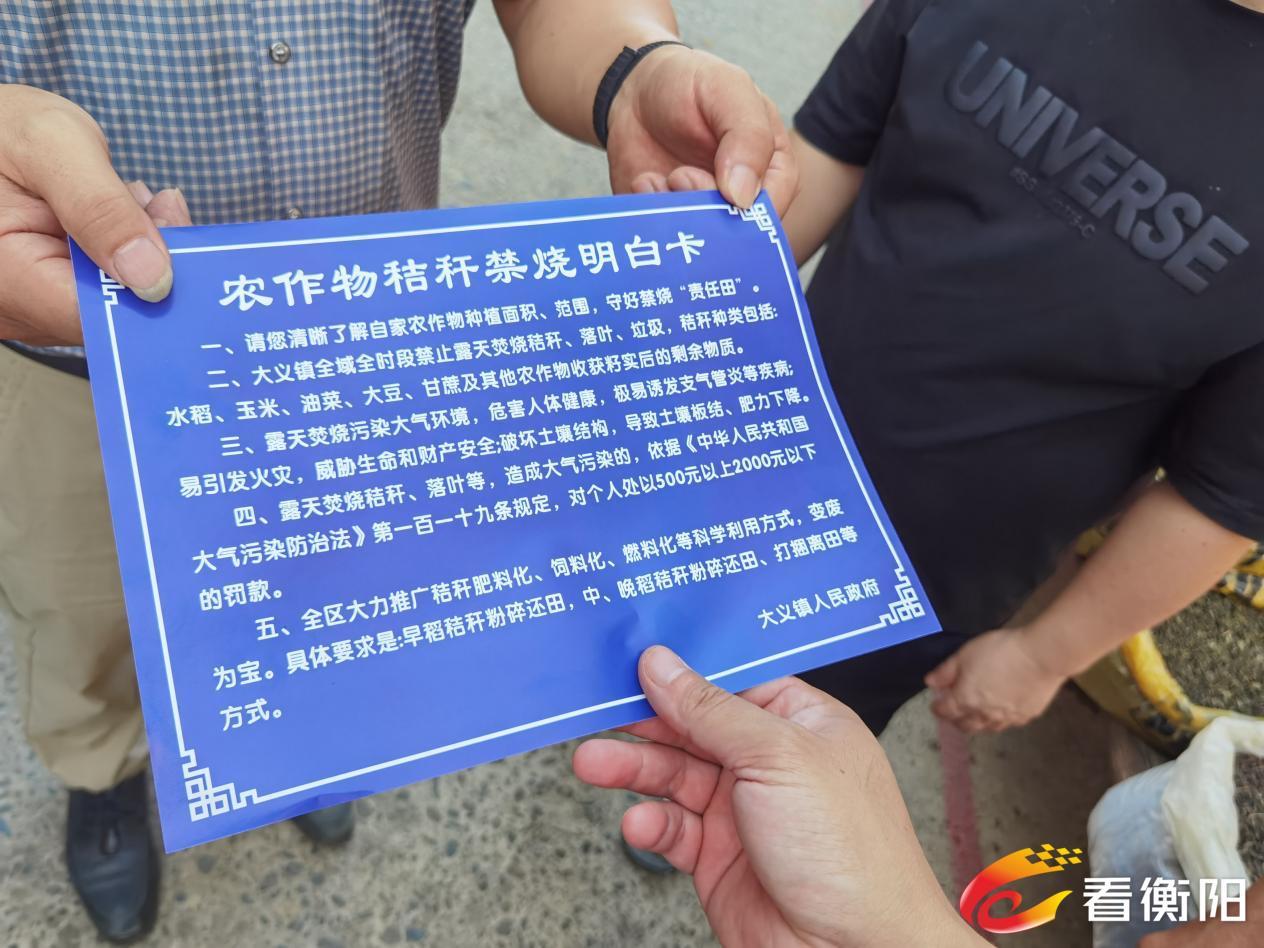 农作物秸秆禁烧明白卡
一、请您清晰了解自家农作物种植面积、范围，守好禁烧“责任田”。
二、大义镇全域全时段禁止露天焚烧秸秆、落叶、垃圾，秸秆种类包括:
水稻、玉米、油菜、大豆、甘蔗及其他农作物收获籽实后的剩余物质。
三、露天焚烧污染大气环境，危害人体健康，极易诱发支气管炎等疾病;
易引发火灾，威胁生命和财产安全;破坏土壤结构，导致土壤板结、肥力下降。
四、露天焚烧秸秆、落叶等，造成大气污染的，依据《中华人民共和国
大气污染防治法》第一百一十九条规定，对个人处以500元以上2000元以下
的罚款。
五、全区大力推广秸秆肥料化、饲料化、燃料化等科学利用方式，变废
为宝。具体要求是:早稻秸秆粉碎还田，中、晚稻秸秆粉碎还田、打捆离田等
方式。
大义镇人民政府
UNIVERSE
看衡阳